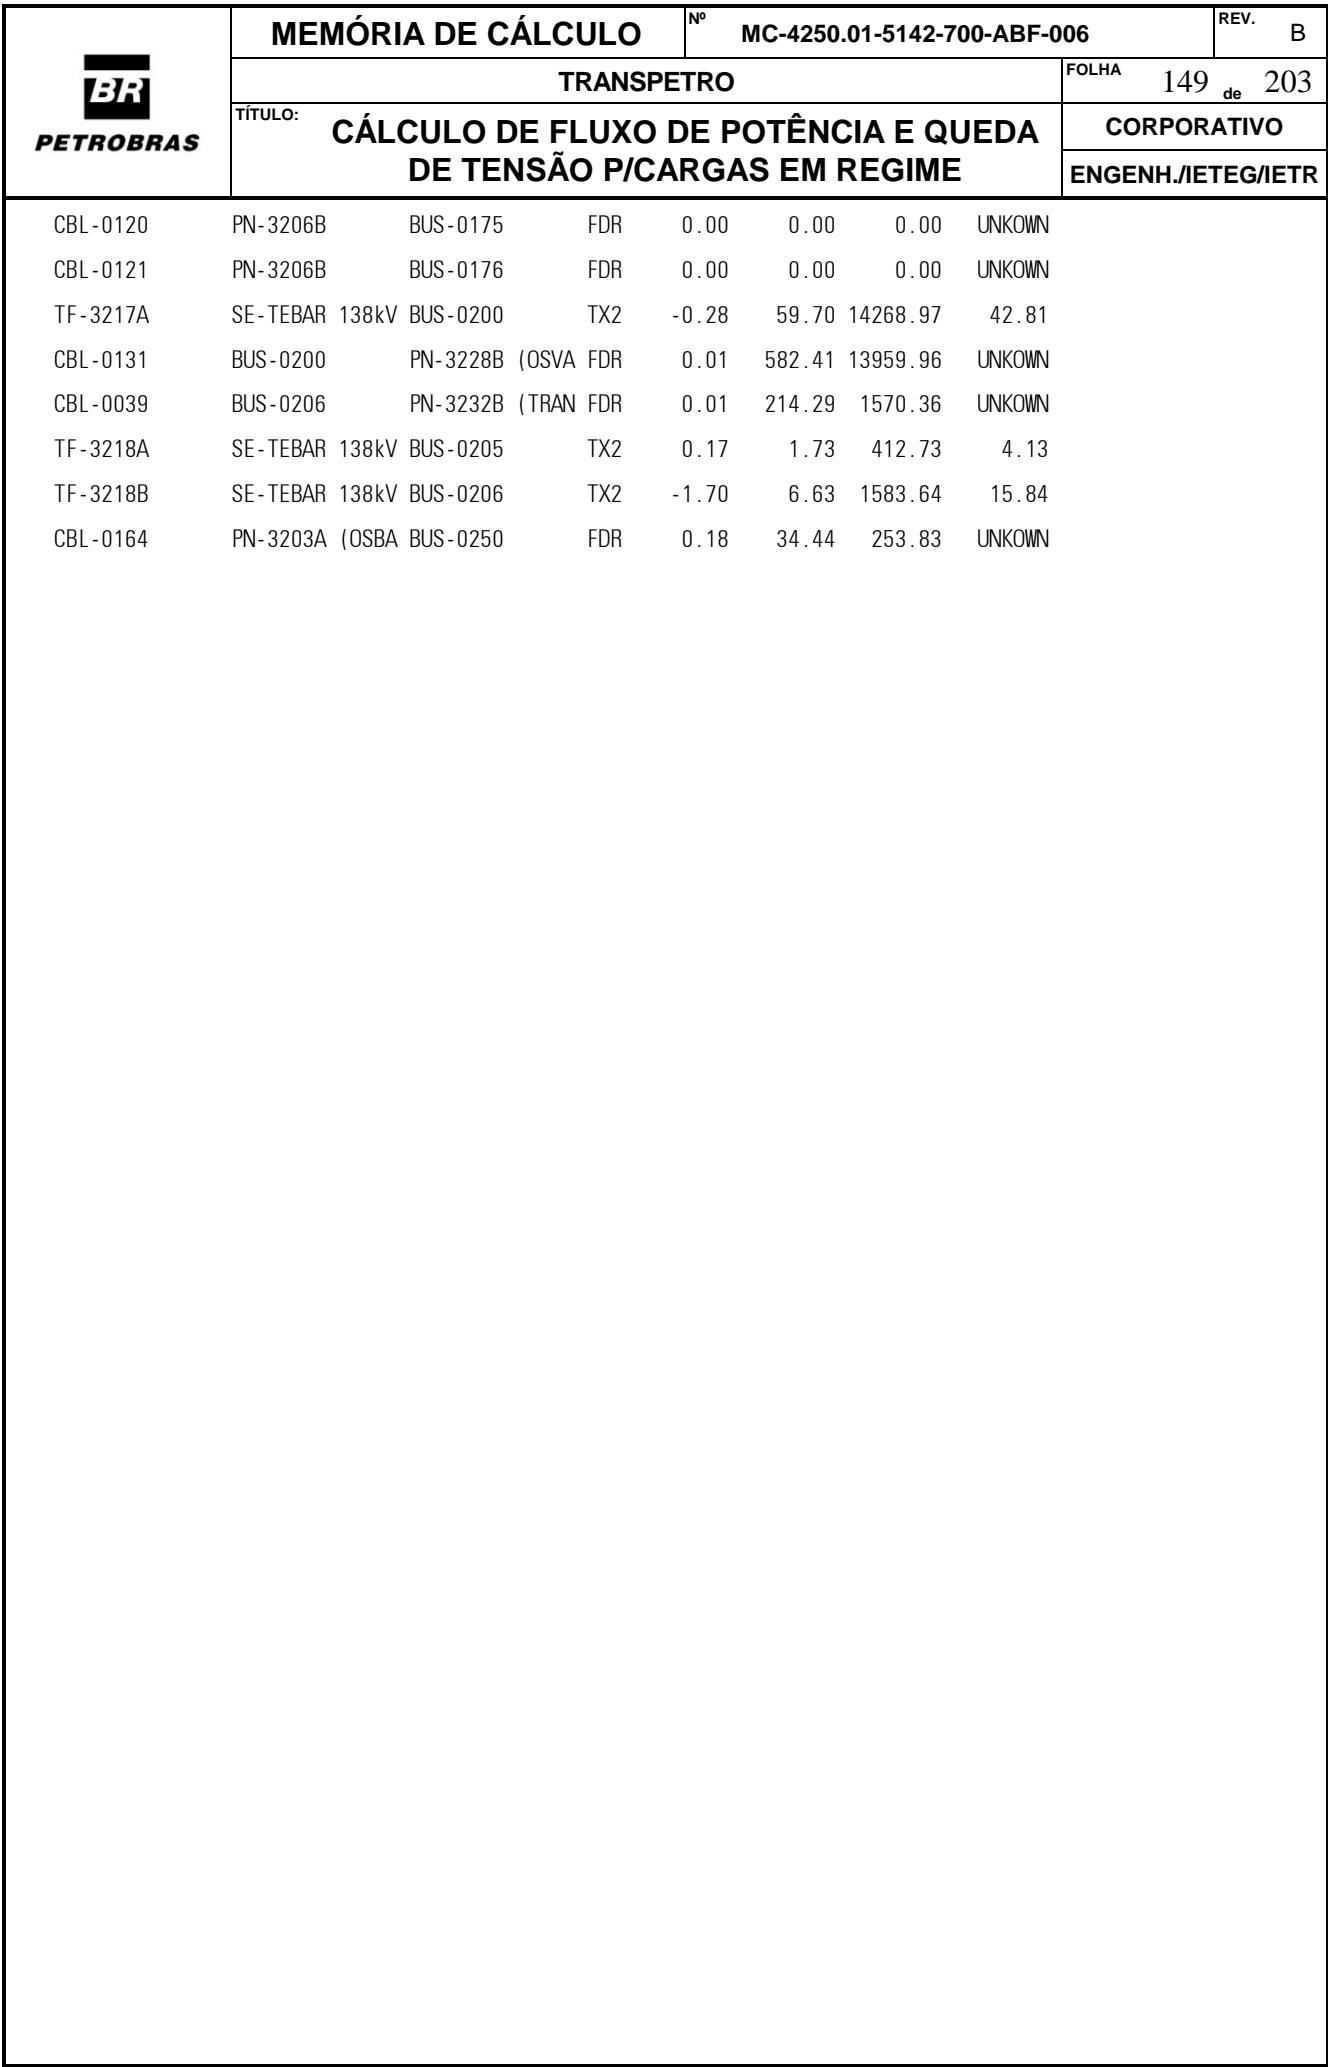 BR
PETROBRAS
MEMÓRIA DE CÁLCULO
Nº MC-4250.01-5142-700-ABF-006
REV. B
TRANSPETRO
FOLHA 149 de 203
TÍTULO:
CÁLCULO DE FLUXO DE POTÊNCIA E QUEDA
DE TENSÃO P/CARGAS EM REGIME
CORPORATIVO
ENGENH./IETEG/IETR
CBL-0120 PN-3206B BUS-0175 FDR 0.00 0.00 0.00 UNKOWN
CBL-0121 PN-3206B BUS-0176 FDR 0.00 0.00 0.00 UNKOWN
TF-3217A SE-TEBAR 138kV BUS-0200 TX2 -0.28 59.70 14268.97 42.81
CBL-0131 BUS-0200 PN-3228B (OSVA FDR 0.01 582.41 13959.96 UNKOWN
CBL-0039 BUS-0206 PN-3232B (TRAN FDR 0.01 214.29 1570.36 UNKOWN
TF-3218A SE-TEBAR 138kV BUS-0205 TX2 0.17 1.73 412.73 4.13
TF-3218B SE-TEBAR 138kV BUS-0206 TX2 -1.70 6.63 1583.64 15.84
CBL-0164 PN-3203A (OSBA BUS-0250 FDR 0.18 34.44 253.83 UNKOWN